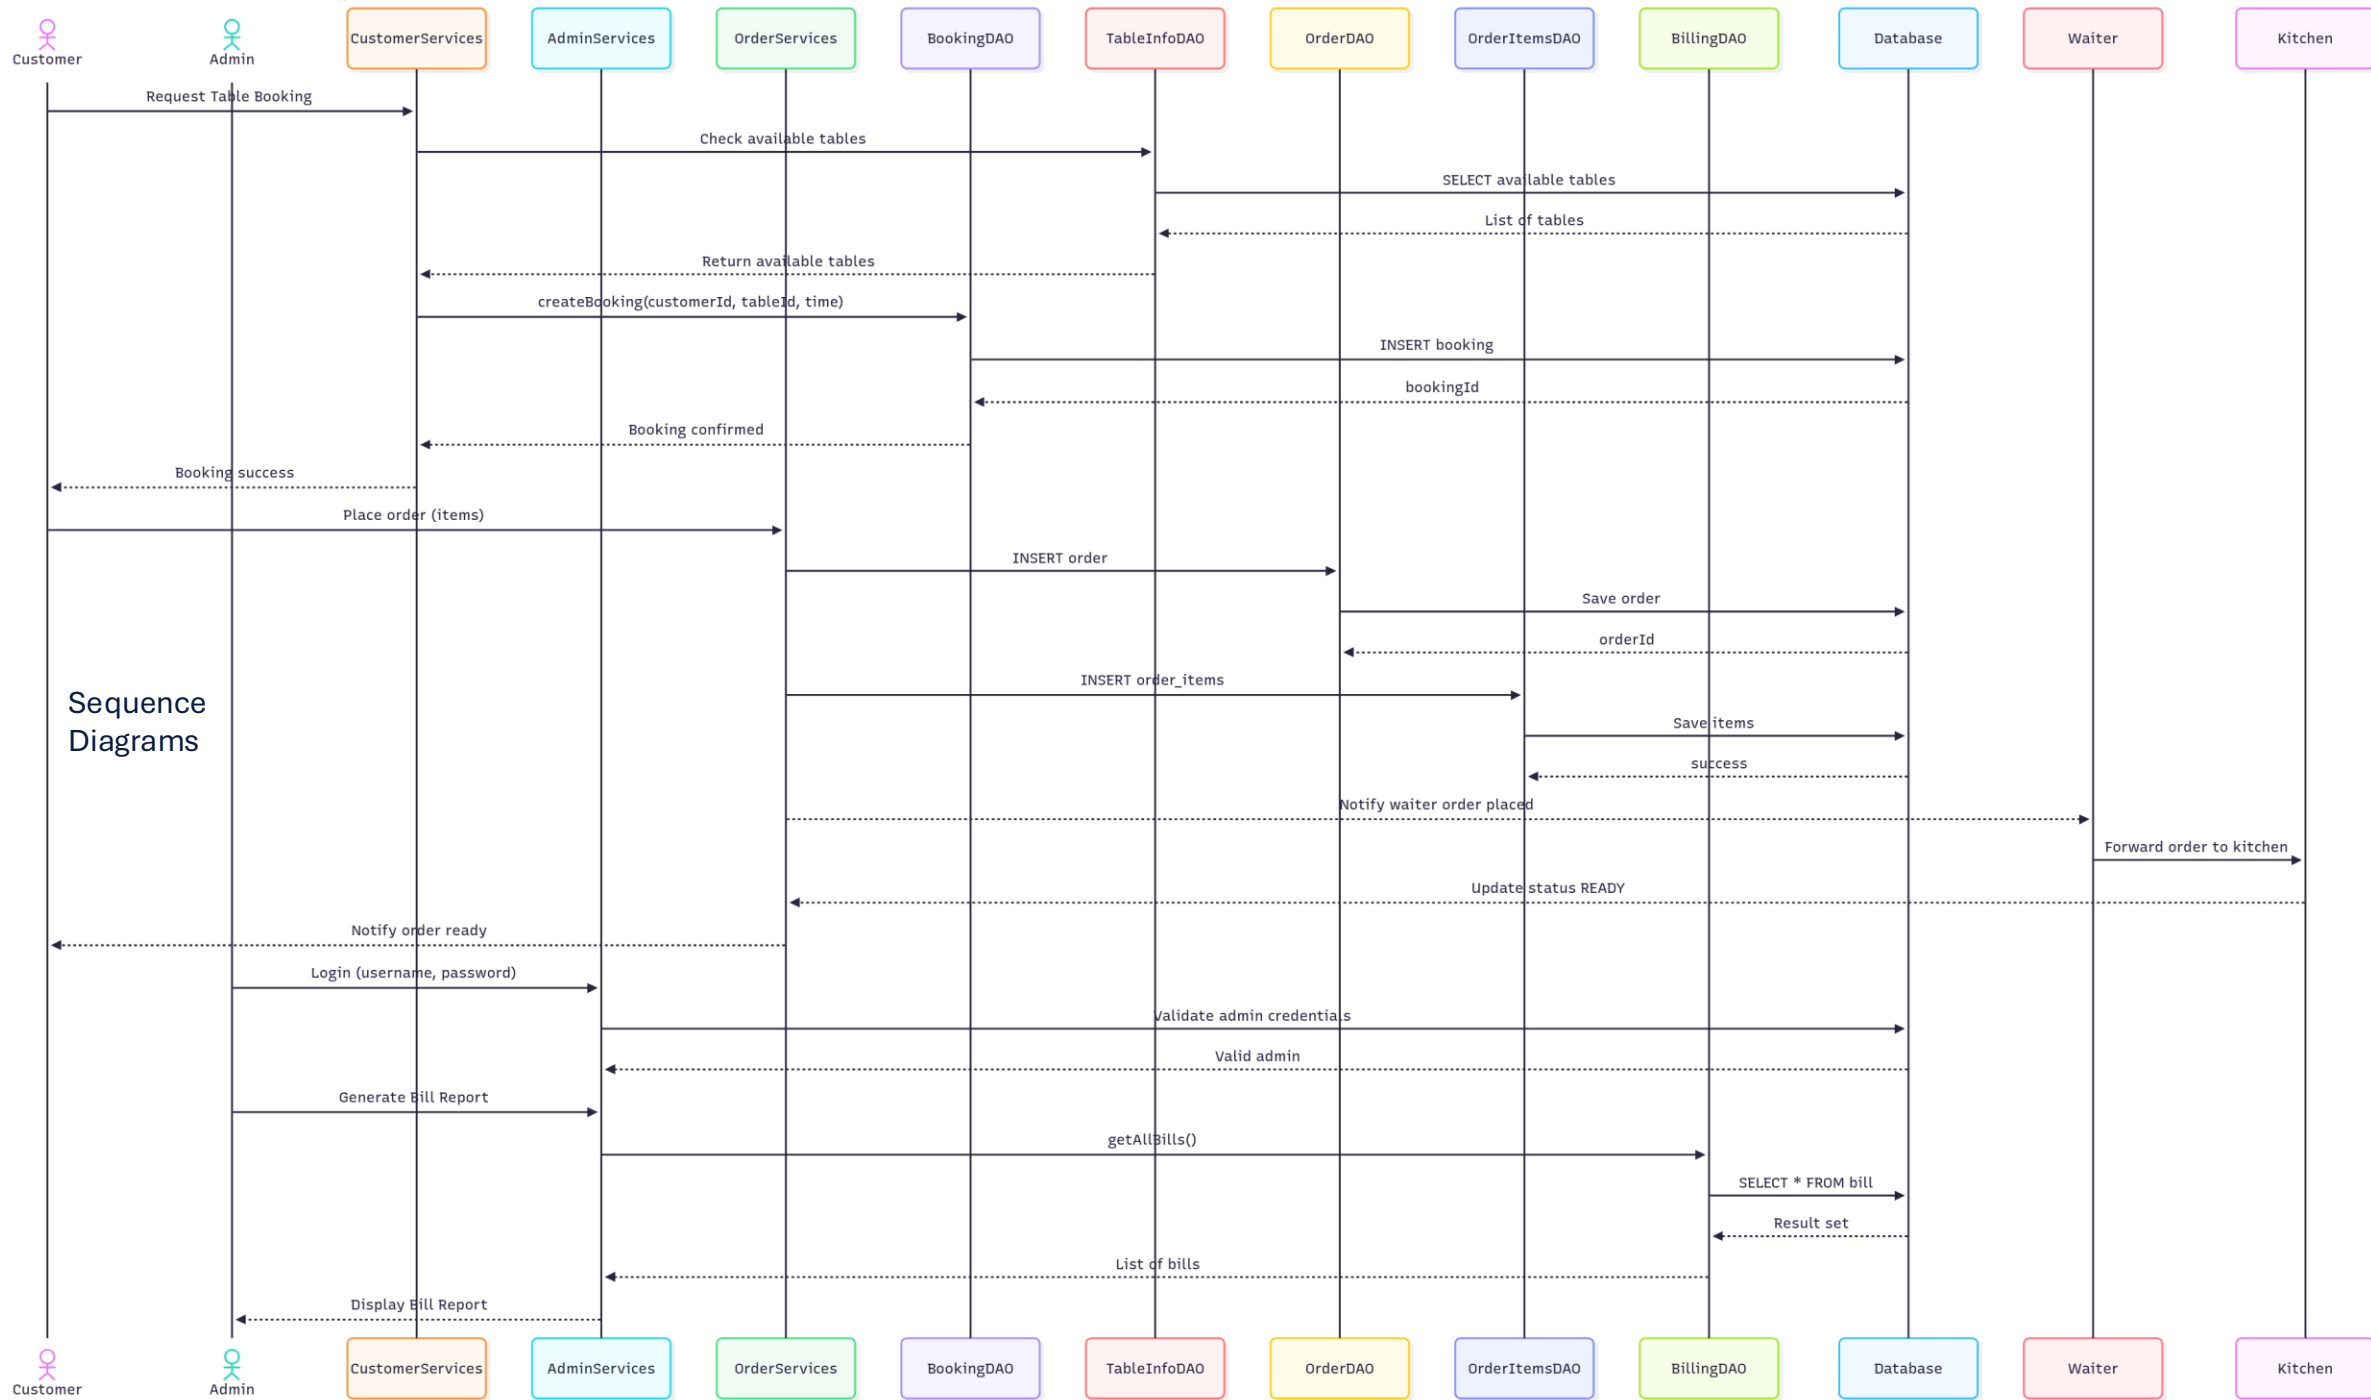 Customer
Admin
CustomerServices
AdminServices
OrderServices
BookingDAO
TableInfoDAO
OrderDAO
OrderItemsDAO
BillingDAO
Database
Waiter
Kitchen
Request Table Booking
Check available tables
SELECT available tables
List of tables
Return available tables
createBooking(customerId, tableId, time)
INSERT booking
bookingId
Booking confirmed
Booking success
Place order (items)
INSERT order
Save order
orderId
INSERT order_items
Sequence
Diagrams
Save items
success
Notify waiter order placed
Forward order to kitchen
Update status READY
Notify order ready
Login (username, password)
Validate admin credentials
Valid admin
Generate Bill Report
getAllBills()
SELECT * FROM bill
Result set
List of bills
Display Bill Report
Customer
Admin
CustomerServices
AdminServices
OrderServices
BookingDAO
TableInfoDAO
OrderDAO
OrderItemsDAO
BillingDAO
Database
Waiter
Kitchen